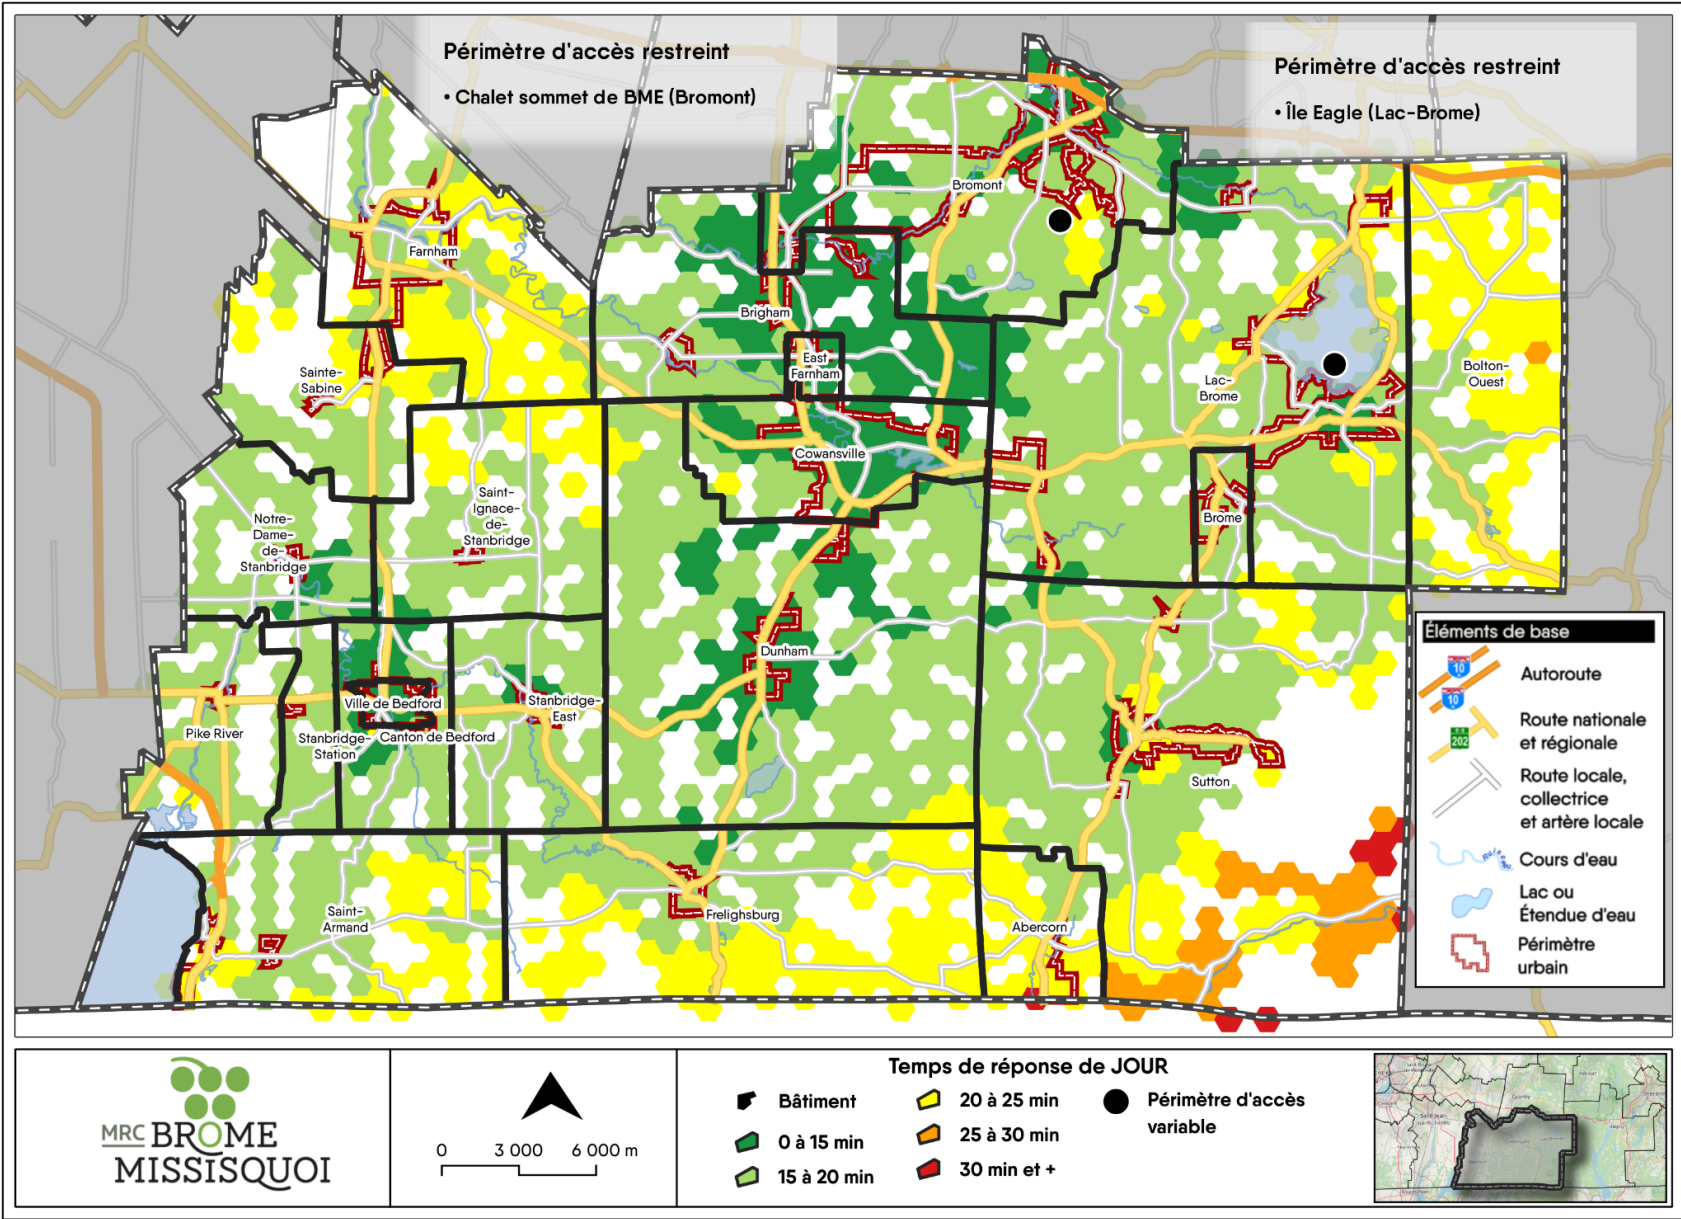 Périmètre d'accès restreint
• Chalet sommet de BME (Bromont)
Périmètre d'accès restreint
• Île Eagle (Lac-Brome)
Bromont
Farnham
Brigham
East
Farnham
Sainte-
Sabine
Lac-
Brome
Bolton-
Ouest
Cowansville
Saint-
Ignace-
de-
Stanbridge
Notre-
Dame-
de-
Stanbridge
Brome
Dunham
Ville de Bedford
Stanbridge-
East
Pike River
Stanbridge-
Station
Canton de Bedford
Sutton
Saint-
Armand
Frelighsburg
Abercorn
Éléments de base
10
10
Autoroute
202
Route nationale
et régionale
Route locale,
collectrice
et artère locale
Cours d'eau
Lac ou
Étendue d'eau
Périmètre
urbain
MRC BROME
MISSISQUOI
0 3 000 6 000 m
Temps de réponse de JOUR
Bâtiment
0 à 15 min
15 à 20 min
20 à 25 min
25 à 30 min
30 min et +
Périmètre d'accès
variable